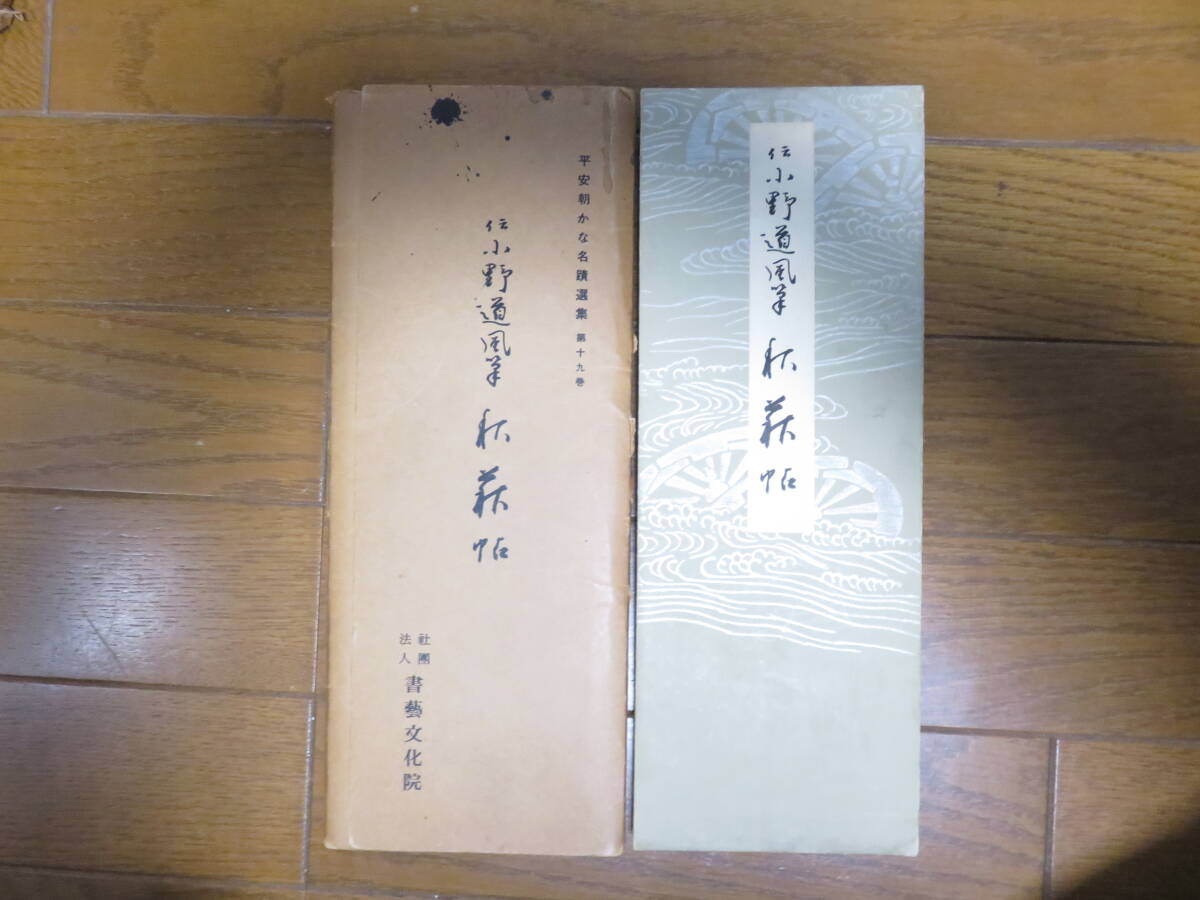 平安朝かな名蹟選集 第十九巻
伝小野道風筆 秋萩帖
社團
法人
書藝文化院
伝小野道風筆 秋萩帖